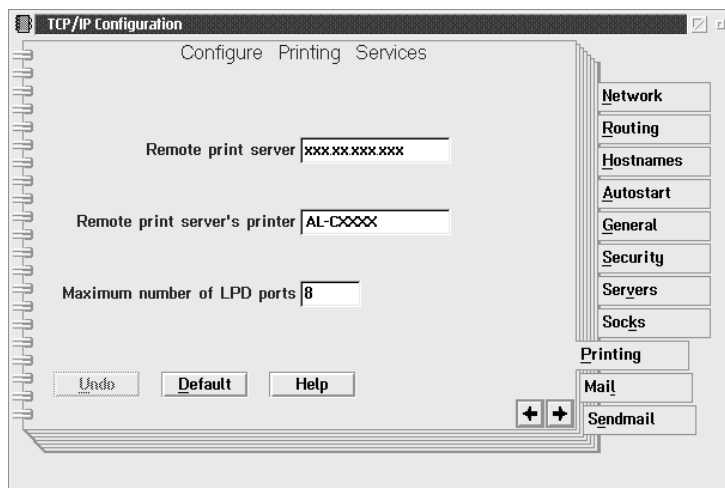 TCP/IP Configuration
Configure Printing Services
Remote print server xxx.xx.xxx.xxx
Remote print server's printer AL-CXXXX
Maximum number of LPD ports 8
Undo Default Help
Network
Routing
Hostnames
Autostart
General
Security
Servers
Socks
Printing
Mail
Sendmail